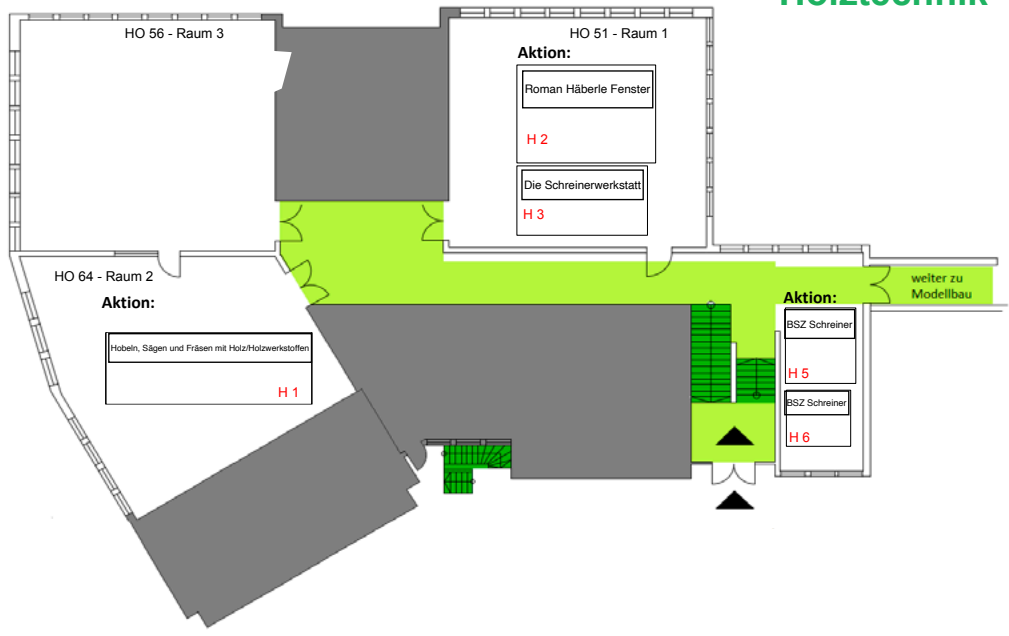 Holztechnik
HO 56 - Raum 3
HO 51 - Raum 1
Aktion:
Roman Häberle Fenster
H 2
Die Schreinerwerkstatt
H 3
HO 64 - Raum 2
Aktion:
Hobeln, Sägen und Fräsen mit Holz/Holzwerkstoffen
H 1
weiter zu
Modellbau
Aktion:
BSZ Schreiner
H 5
BSZ Schreiner
H 6